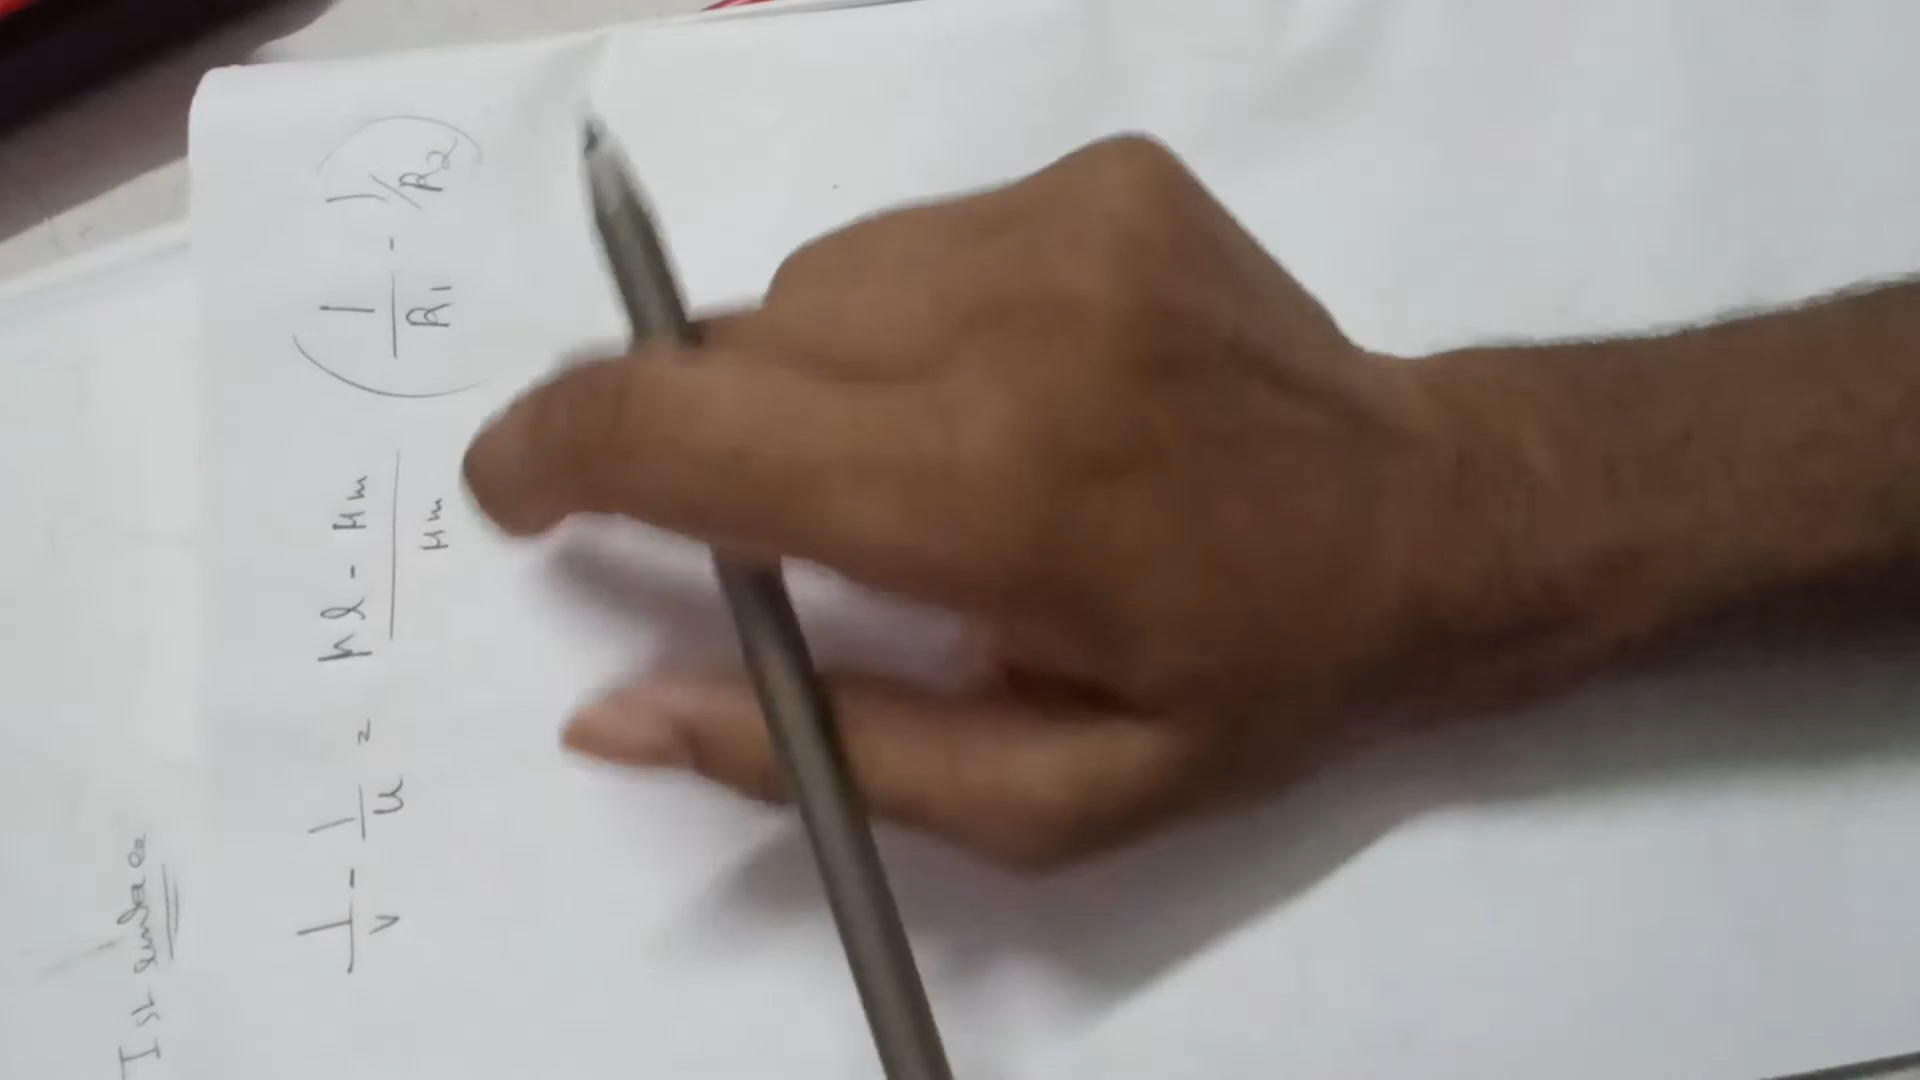 Ist surface
1/v - 1/u = μl - μm / μm (1/R1 - 1/R2)